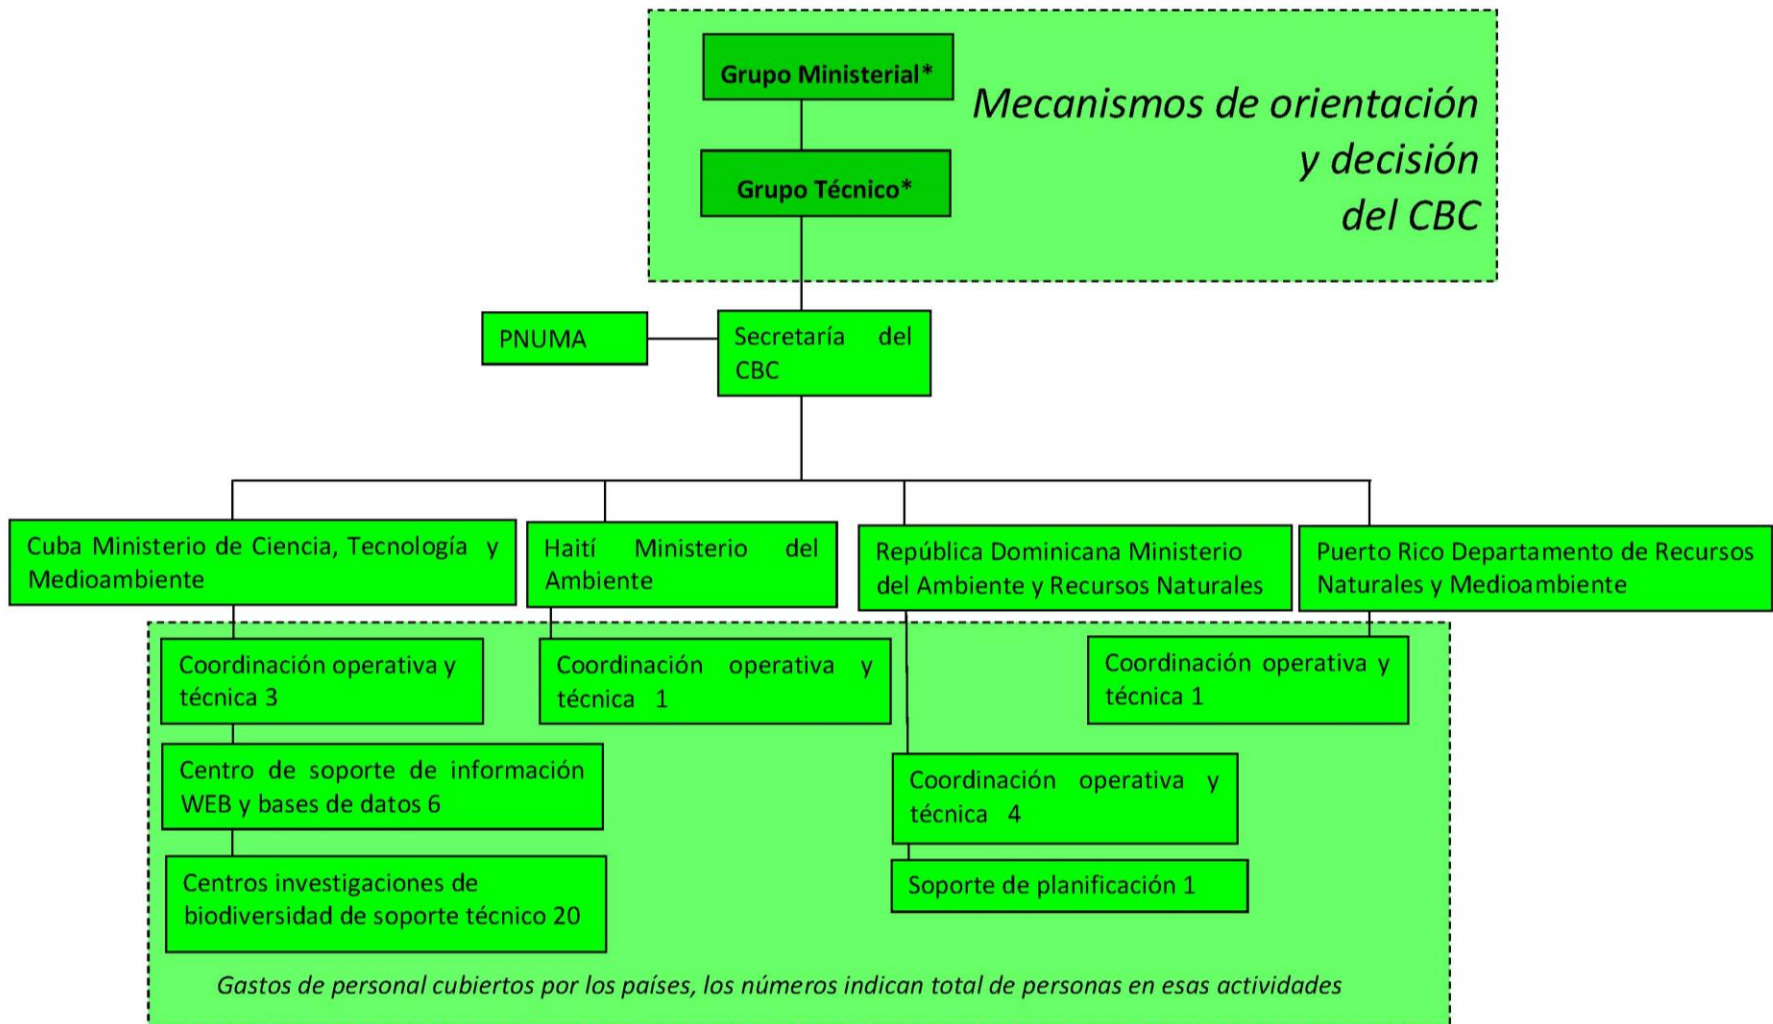 Grupo Ministerial*
Mecanismos de orientación
y decisión
del CBC
Grupo Técnico*
PNUMA
Secretaría del
CBC
Cuba Ministerio de Ciencia, Tecnología y
Medioambiente
Haití Ministerio del
Ambiente
República Dominicana Ministerio
del Ambiente y Recursos Naturales
Puerto Rico Departamento de Recursos
Naturales y Medioambiente
Coordinación operativa y
técnica 3
Coordinación operativa y
técnica 1
Coordinación operativa y
técnica 1
Centro de soporte de información
WEB y bases de datos 6
Coordinación operativa y
técnica 4
Centros investigaciones de
biodiversidad de soporte técnico 20
Soporte de planificación 1
Gastos de personal cubiertos por los países, los números indican total de personas en esas actividades